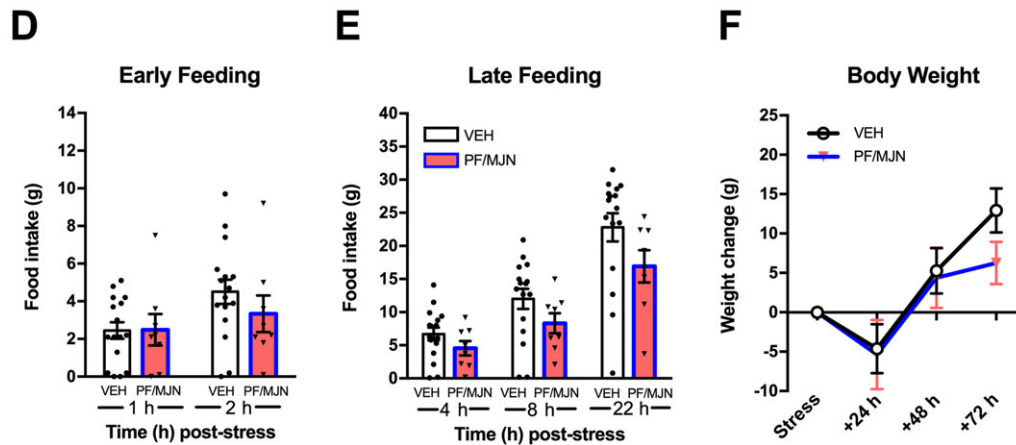 D
Early Feeding
Food intake (g)
14
12
10
8
6
4
2
0
VEH PF/MJN VEH PF/MJN
1 h 2 h
Time (h) post-stress
E
Late Feeding
Food intake (g)
40
35
30
25
20
15
10
5
0
VEH
PF/MJN
VEH PF/MJN VEH PF/MJN VEH PF/MJN
4 h 8 h 22 h
Time (h) post-stress
F
Body Weight
Weight change (g)
25
20
15
10
5
0
-5
-10
VEH
PF/MJN
Stress +24 h +48 h +72 h